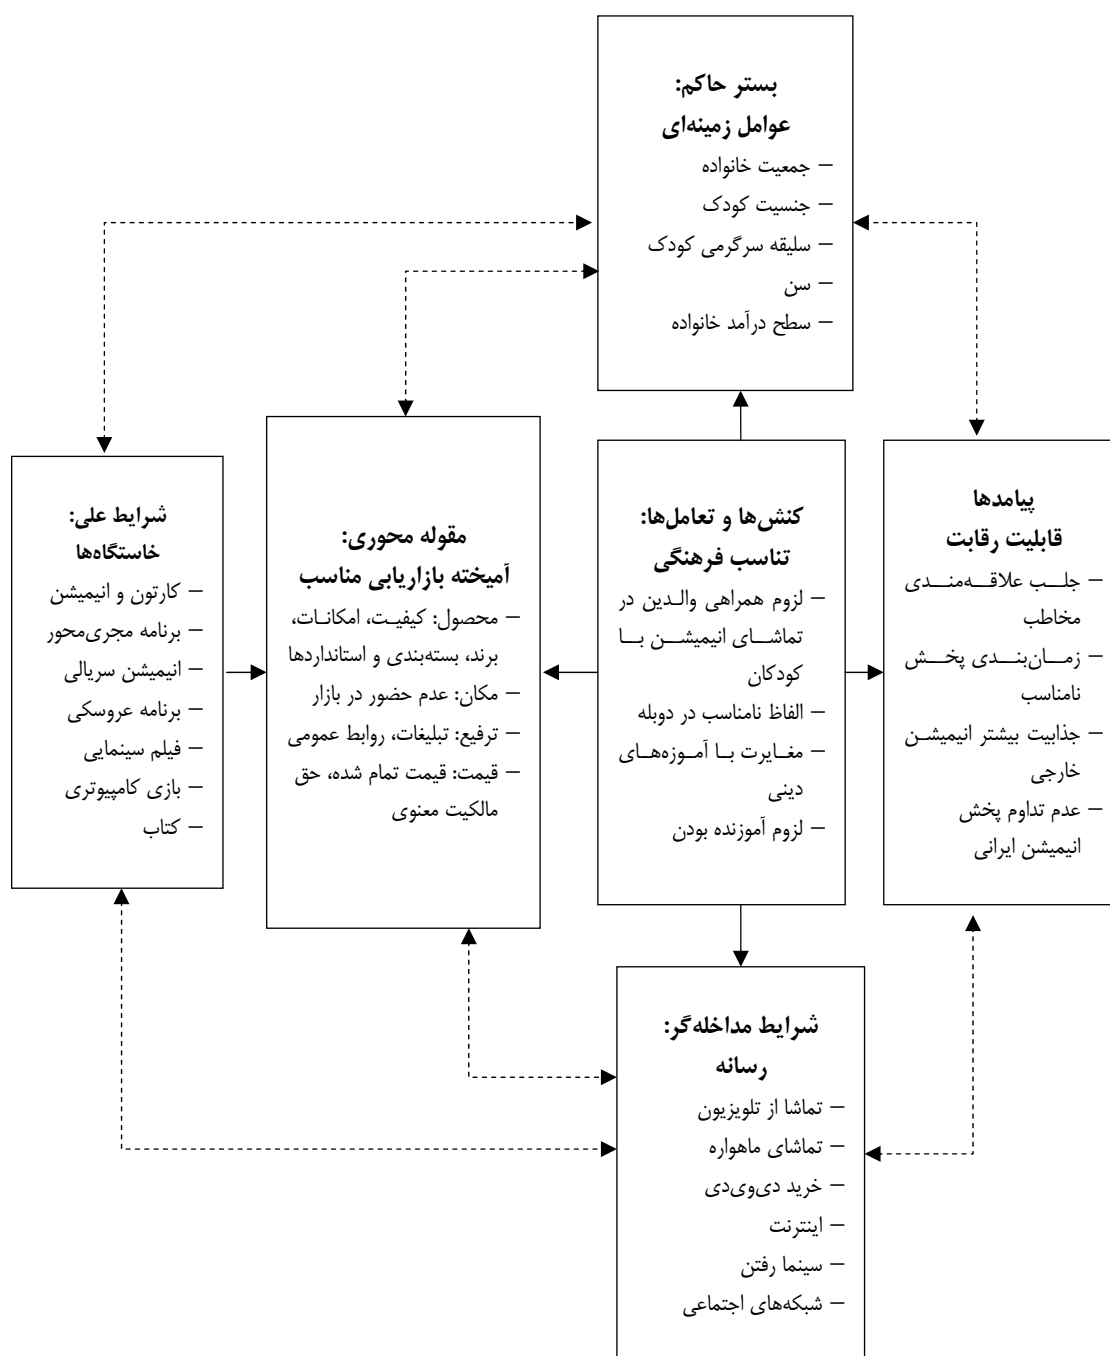 بستر حاکم:
عوامل زمینه‌ای
– جمعیت خانواده
– جنسیت کودک
– سلیقه سرگرمی کودک
– سن
– سطح درآمد خانواده
پیامدها
قابلیت رقابت
– جلب علاقه‌مندی
مخاطب
– زمان‌بندی پخش
نامناسب
– جذابیت بیشتر انیمیشن
خارجی
– عدم تداوم پخش
انیمیشن ایرانی
کنش‌ها و تعامل‌ها:
تناسب فرهنگی
– لزوم همراهی والدین در
تماشای انیمیشن با
کودکان
– الفاظ نامناسب در دوبله
– مغایرت با آموزه‌های
دینی
– لزوم آموزنده بودن
مقوله محوری:
آمیخته بازاریابی مناسب
– محصول: کیفیت، امکانات،
برند، بسته‌بندی و استانداردها
– مکان: عدم حضور در بازار
– ترفیع: تبلیغات، روابط عمومی
– قیمت: قیمت تمام شده، حق
مالکیت معنوی
شرایط علی:
خاستگاه‌ها
– کارتون و انیمیشن
– برنامه مجری‌محور
– انیمیشن سریالی
– برنامه عروسکی
– فیلم سینمایی
– بازی کامپیوتری
– کتاب
شرایط مداخله‌گر:
رسانه
– تماشا از تلویزیون
– تماشای ماهواره
– خرید دی‌وی‌دی
– اینترنت
– سینما رفتن
– شبکه‌های اجتماعی